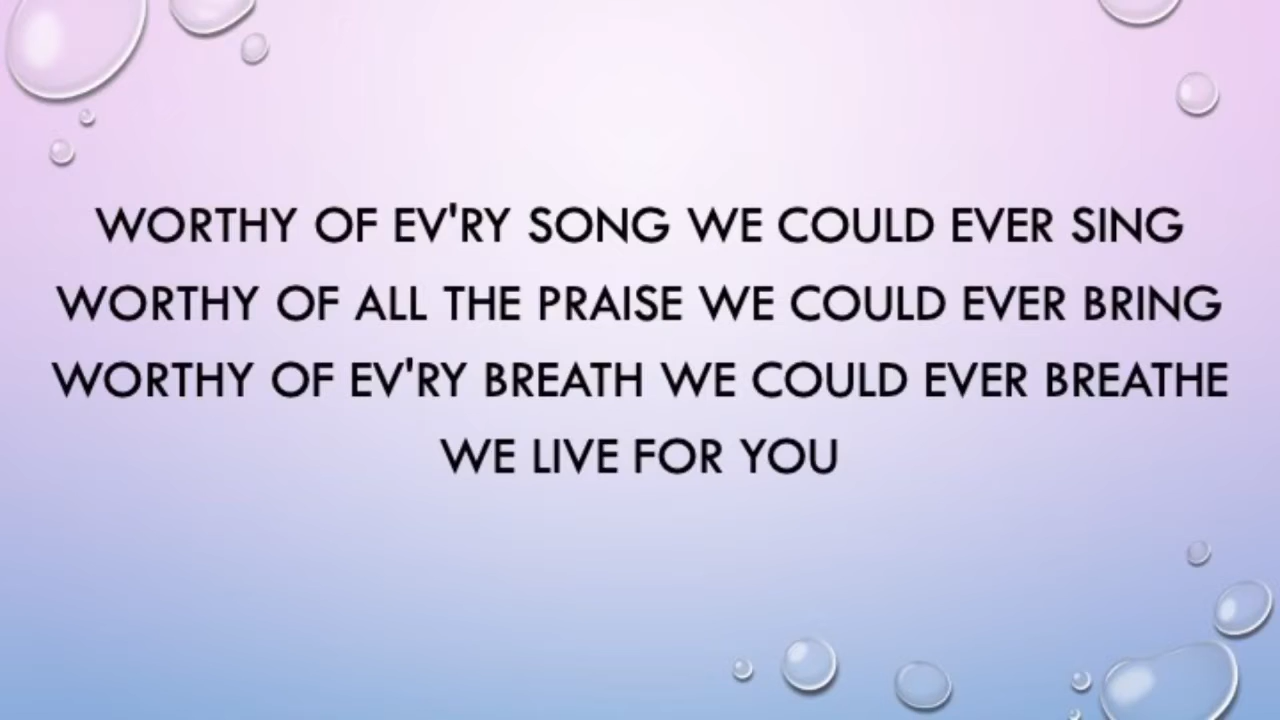 WORTHY OF EV'RY SONG WE COULD EVER SING
WORTHY OF ALL THE PRAISE WE COULD EVER BRING
WORTHY OF EV'RY BREATH WE COULD EVER BREATHE
WE LIVE FOR YOU